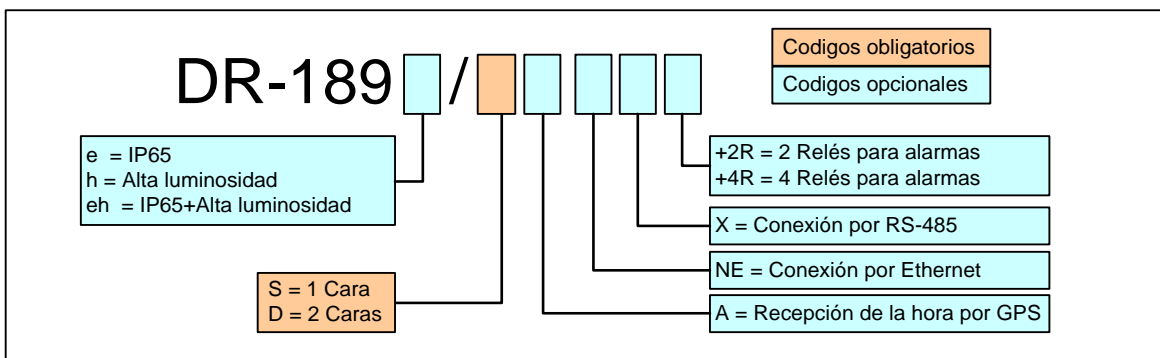 DR-189 /
Codigos obligatorios
Codigos opcionales
e = IP65
h = Alta luminosidad
eh = IP65+Alta luminosidad
+2R = 2 Relés para alarmas
+4R = 4 Relés para alarmas
X = Conexión por RS-485
NE = Conexión por Ethernet
S = 1 Cara
D = 2 Caras
A = Recepción de la hora por GPS